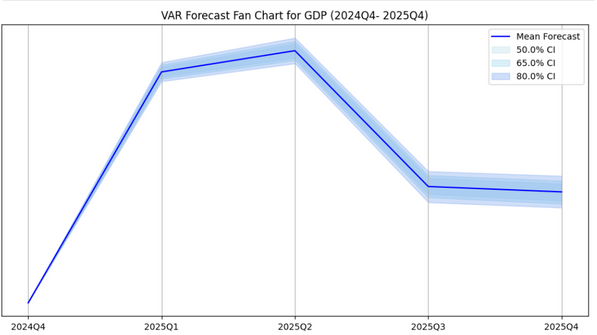 VAR Forecast Fan Chart for GDP (2024Q4- 2025Q4)
Mean Forecast
50.0% CI
65.0% CI
80.0% CI
2024Q4 2025Q1 2025Q2 2025Q3 2025Q4